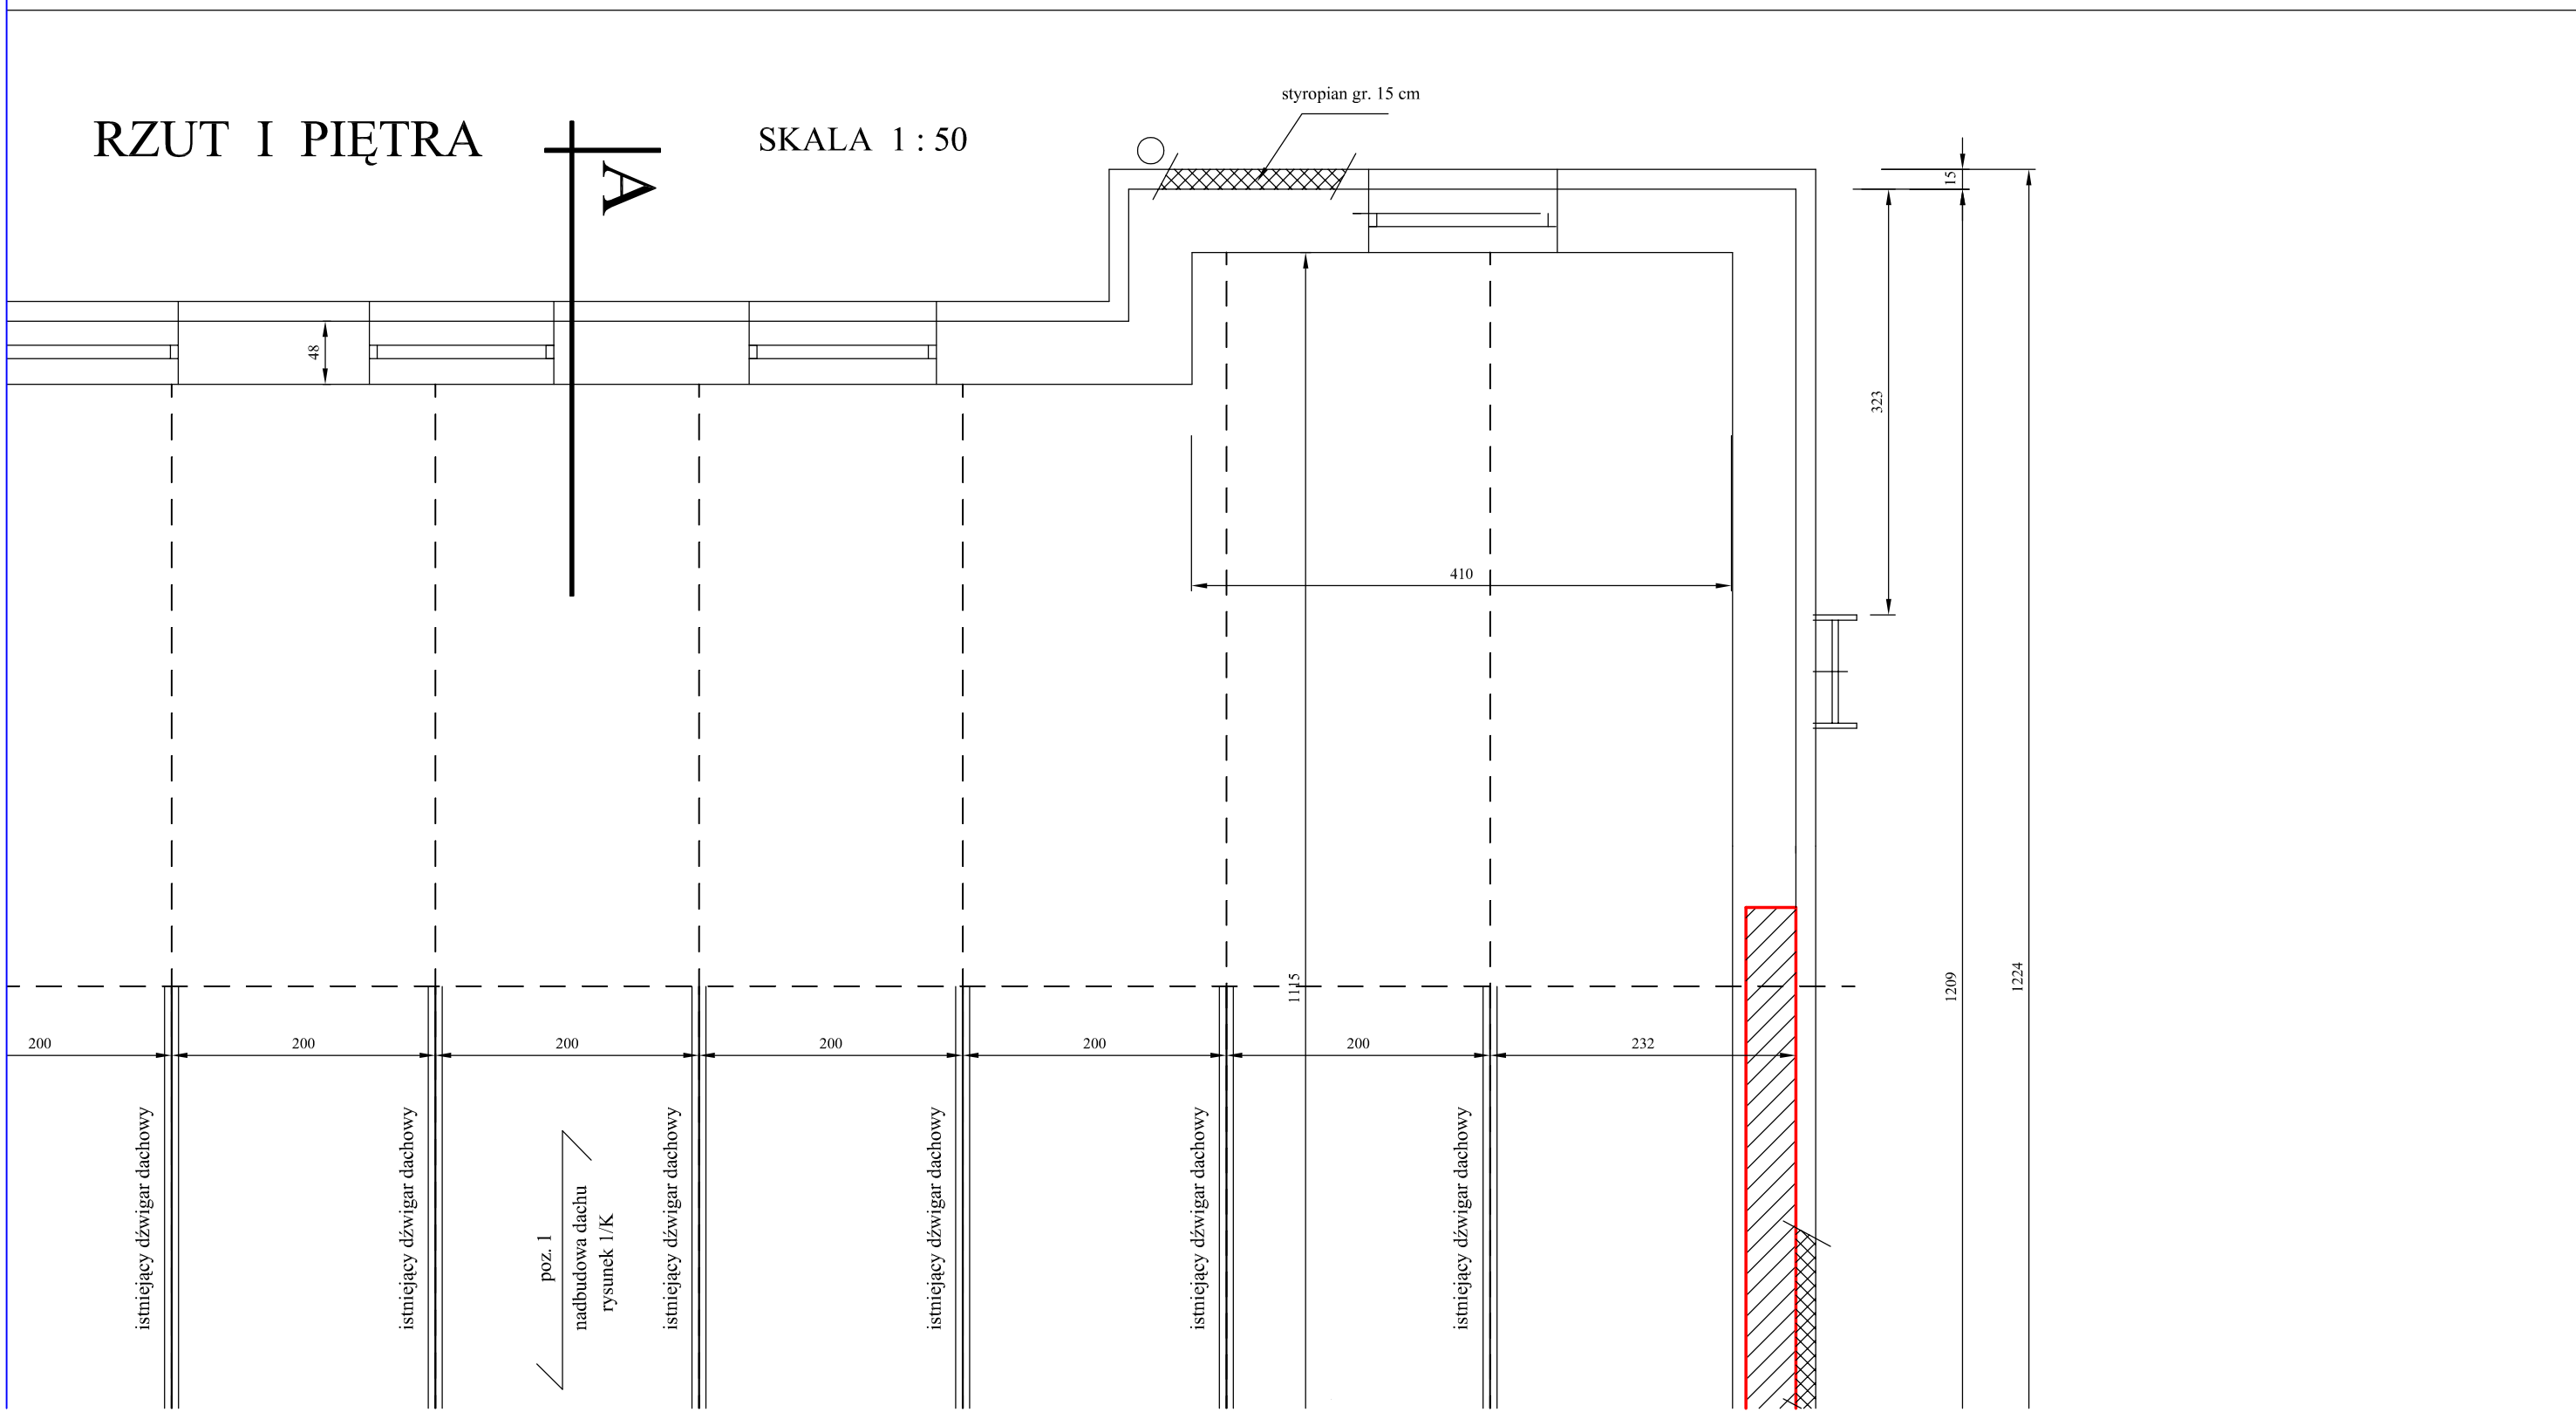 styropian gr. 15 cm
RZUT I PIĘTRA
SKALA 1 : 50
A
15
48
323
410
1115
1209
1224
200
200
200
200
200
200
232
istniejący dźwigar dachowy
istniejący dźwigar dachowy
poz. 1
nadbudowa dachu
rysunek 1/K
istniejący dźwigar dachowy
istniejący dźwigar dachowy
istniejący dźwigar dachowy
istniejący dźwigar dachowy